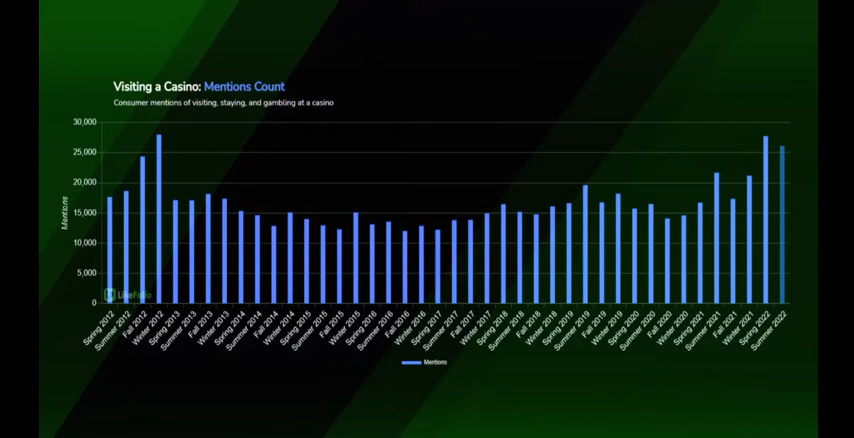 Visiting a Casino: Mentions Count
Consumer mentions of visiting, staying, and gambling at a casino
30,000
25,000
20,000
15,000
10,000
5,000
0
Mentions
LikeFolio
Spring 2012
Summer 2012
Fall 2012
Winter 2012
Spring 2013
Summer 2013
Fall 2013
Winter 2013
Spring 2014
Summer 2014
Fall 2014
Winter 2014
Spring 2015
Summer 2015
Fall 2015
Winter 2015
Spring 2016
Summer 2016
Fall 2016
Winter 2016
Spring 2017
Summer 2017
Fall 2017
Winter 2017
Spring 2018
Summer 2018
Fall 2018
Winter 2018
Spring 2019
Summer 2019
Fall 2019
Winter 2019
Spring 2020
Summer 2020
Fall 2020
Winter 2020
Spring 2021
Summer 2021
Fall 2021
Winter 2021
Spring 2022
Summer 2022
Mentions